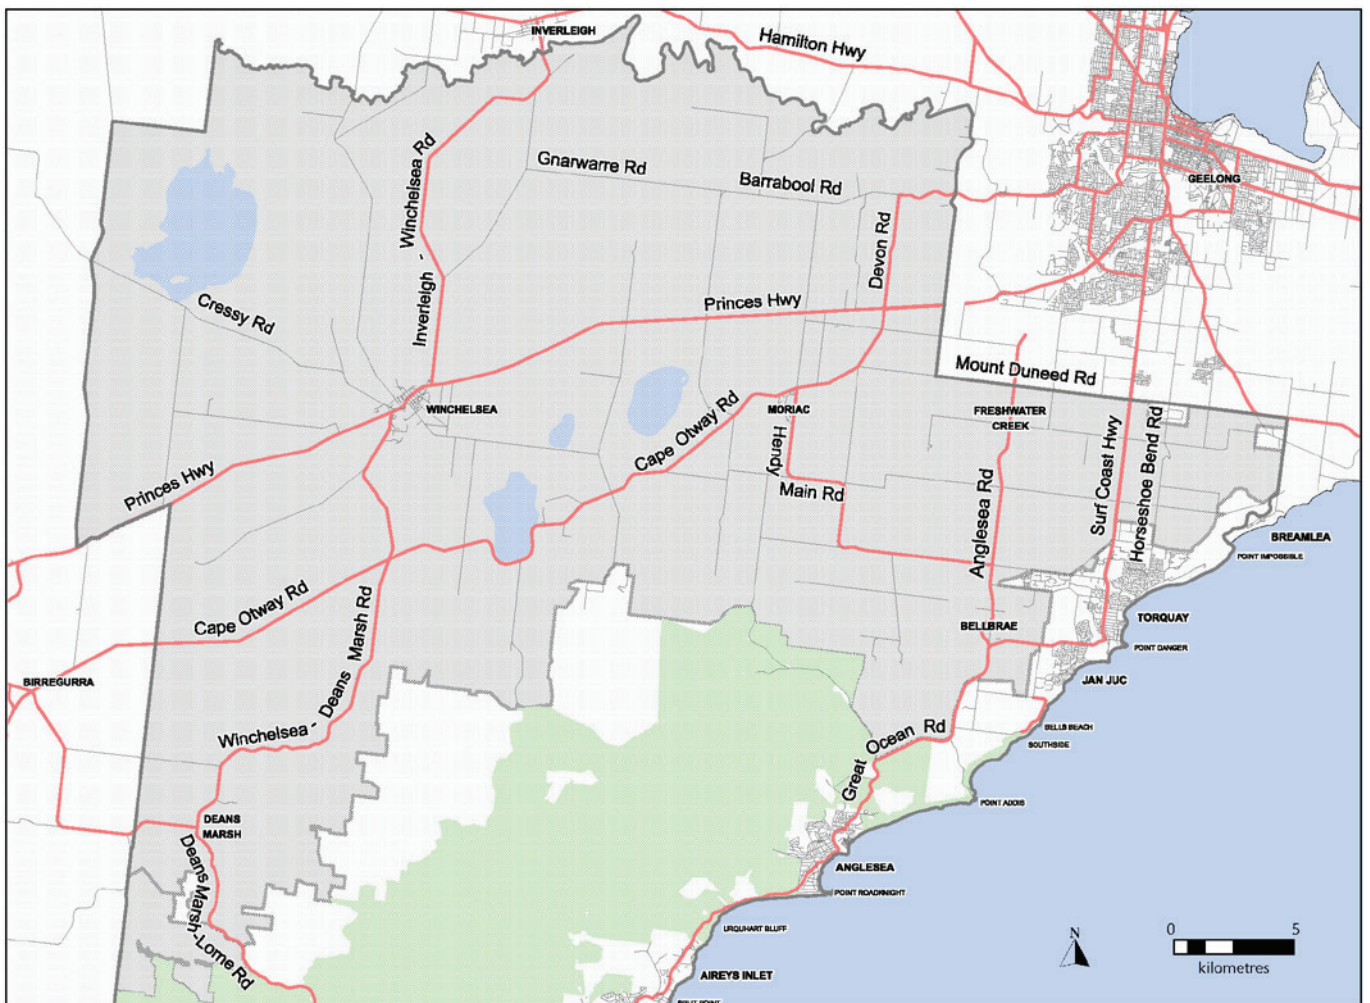 INVERLEIGH
Hamilton Hwy
Inverleigh - Winchelsea Rd
Gnarwarre Rd
Barrabool Rd
GEELONG
Devon Rd
Cressy Rd
Princes Hwy
Mount Duneed Rd
WINCHELSEA
Cape Otway Rd
MORIAC
FRESHWATER
CREEK
Hendy
Main Rd
Princes Hwy
Anglesea Rd
Surf Coast Hwy
Horseshoe Bend Rd
BREAMLEA
POINT IMPOSSIBLE
Cape Otway Rd
Winchelsea - Deans Marsh Rd
BELLBRAE
TORQUAY
POINT DANGER
BIRREGURRA
JAN JUC
BELLS BEACH
SOUTHSIDE
Great Ocean Rd
POINT ADDIS
DEANS
MARSH
Deans Marsh-Lorne Rd
ANGLESEA
POINT ROADKNIGHT
URQUHART BLUFF
AIREYS INLET
N
0 5
kilometres